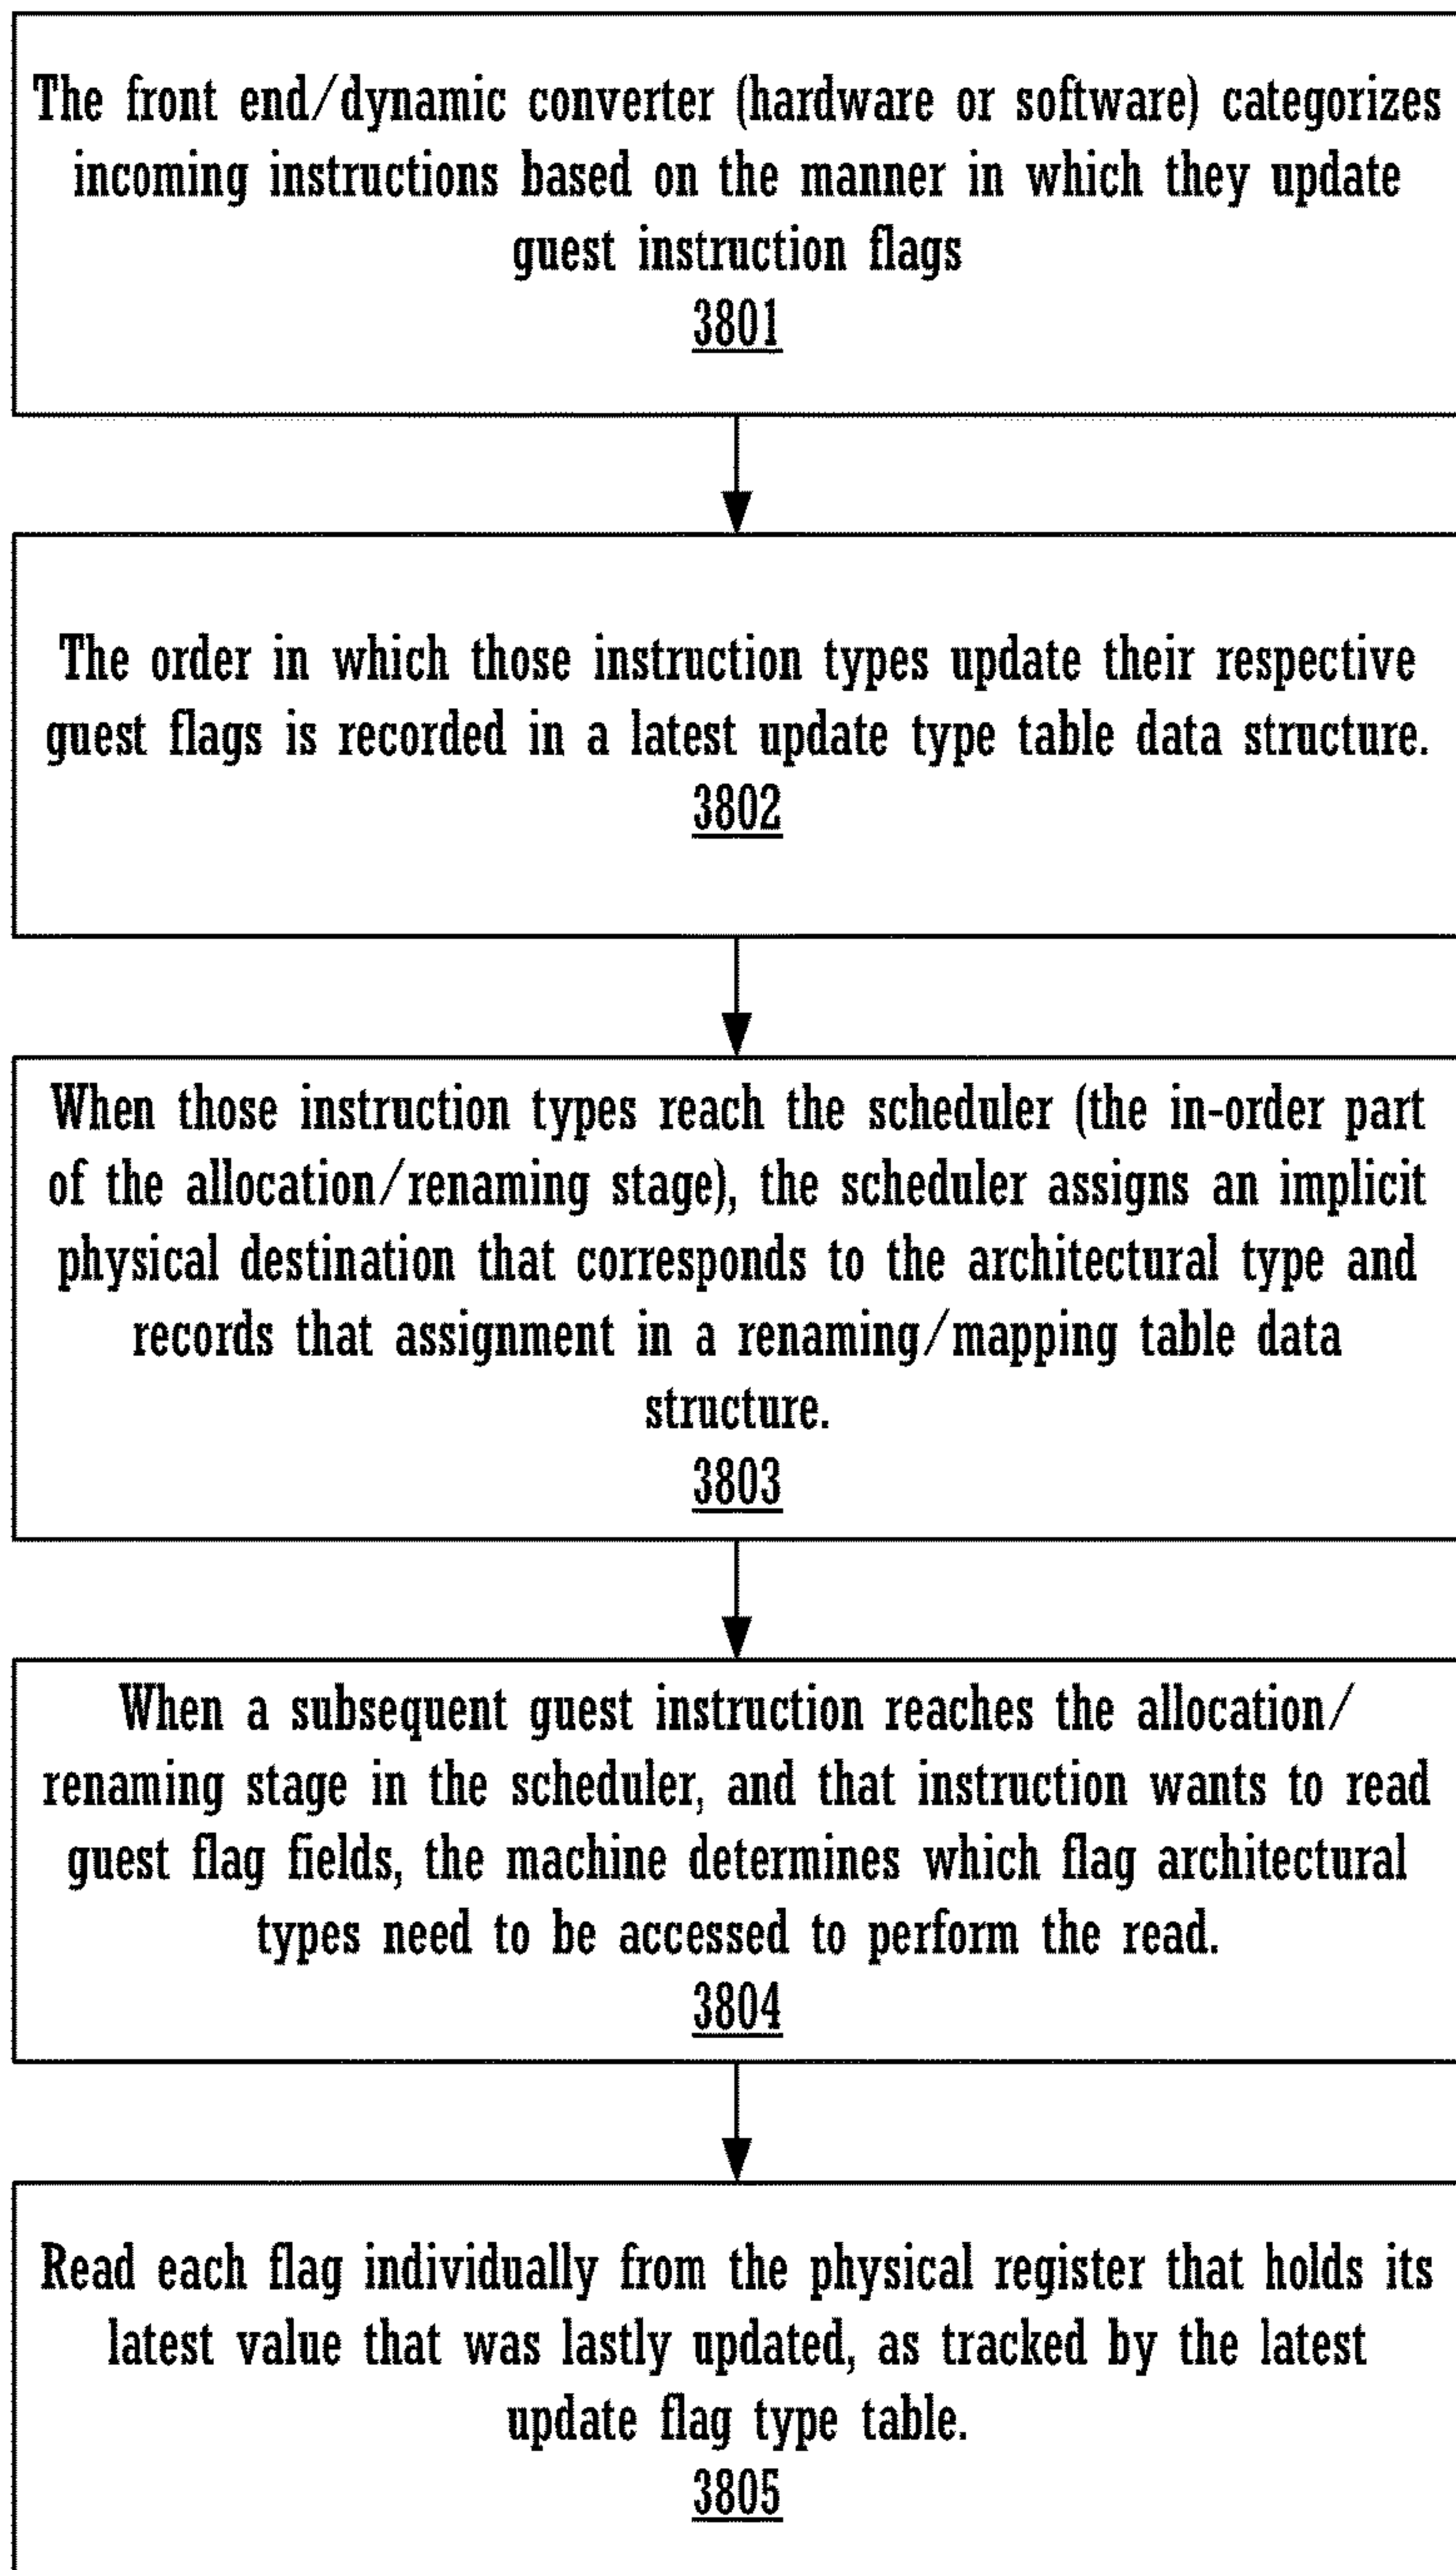 The front end/dynamic converter (hardware or software) categorizes
incoming instructions based on the manner in which they update
guest instruction flags
3801
The order in which those instruction types update their respective
guest flags is recorded in a latest update type table data structure.
3802
When those instruction types reach the scheduler (the in-order part
of the allocation/renaming stage), the scheduler assigns an implicit
physical destination that corresponds to the architectural type and
records that assignment in a renaming/mapping table data
structure.
3803
When a subsequent guest instruction reaches the allocation/
renaming stage in the scheduler, and that instruction wants to read
guest flag fields, the machine determines which flag architectural
types need to be accessed to perform the read.
3804
Read each flag individually from the physical register that holds its
latest value that was lastly updated, as tracked by the latest
update flag type table.
3805